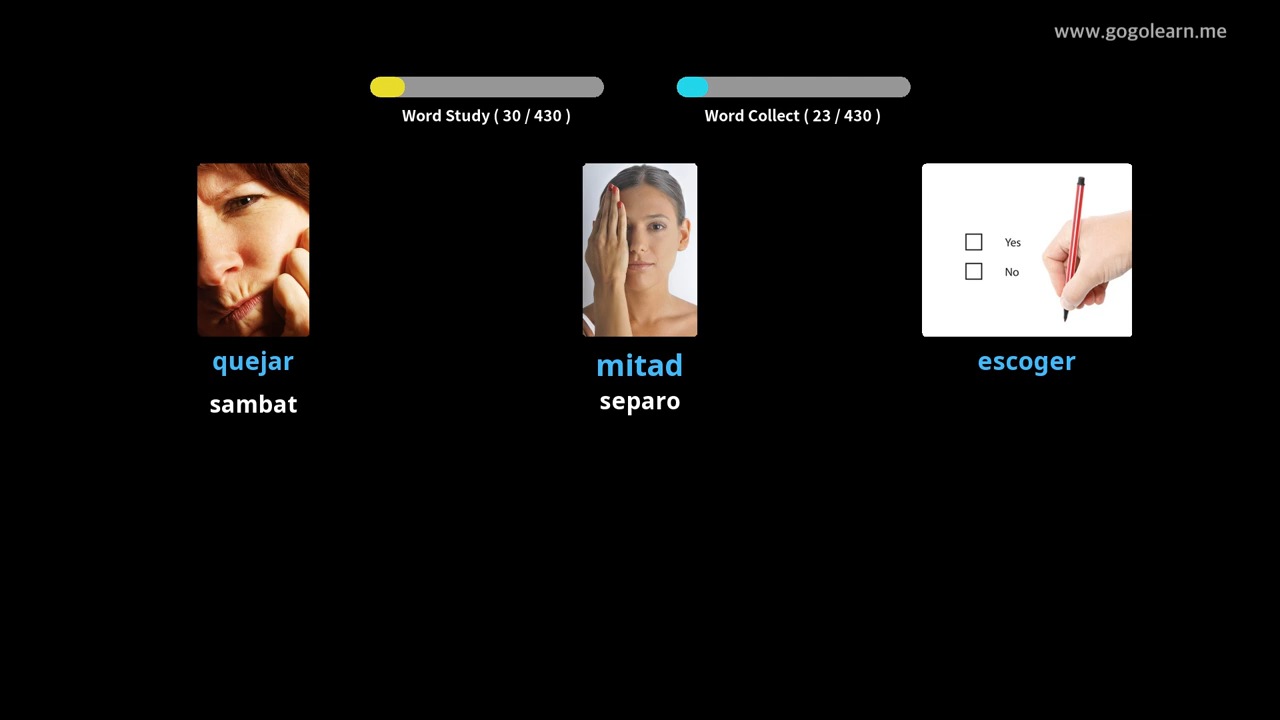 www.gogolearn.me
Word Study ( 30 / 430 )
Word Collect ( 23 / 430 )
Yes
No
quejar
mitad
escoger
sambat
separo